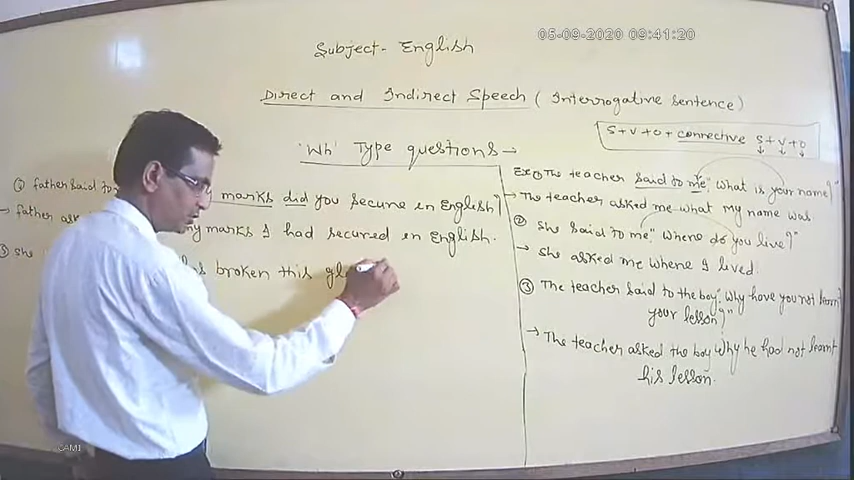 05-09-2020 09:41:20
Subject- English
Direct and Indirect Speech (Interrogative sentence)
S+V+O + connective S+V+O
'Wh' Type questions →
① father said to marks did you secure in English"
→ father marks I had secured in English.
③ she broken this
Ex① The teacher said to me," What is your name?"
→ The teacher asked me what my name was
② She said to me," Where do you live?"
→ She asked me where I lived.
③ The teacher said to the boy," Why have you not learnt
your lesson?"
→ The teacher asked the boy why he had not learnt
his lesson.
CAM1